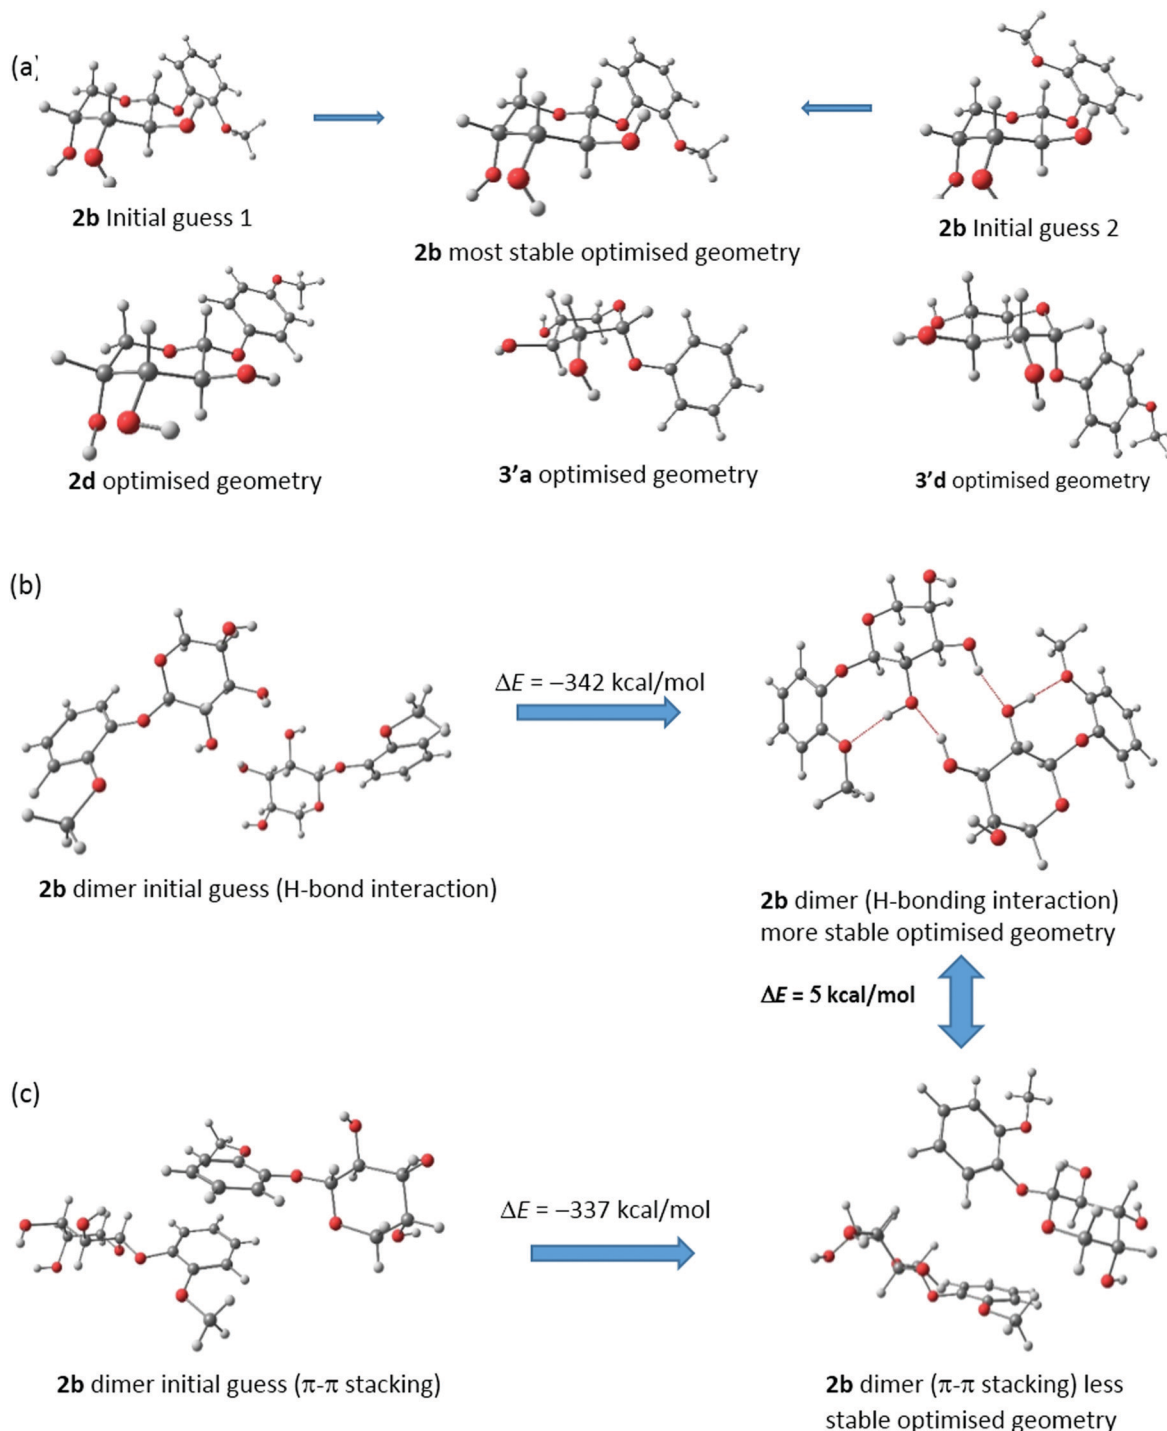 (a)
2b Initial guess 1
2b most stable optimised geometry
2b Initial guess 2
2d optimised geometry
3'a optimised geometry
3'd optimised geometry
(b)
ΔE = −342 kcal/mol
2b dimer initial guess (H-bond interaction)
2b dimer (H-bonding interaction)
more stable optimised geometry
ΔE = 5 kcal/mol
(c)
ΔE = −337 kcal/mol
2b dimer initial guess (π-π stacking)
2b dimer (π-π stacking) less
stable optimised geometry